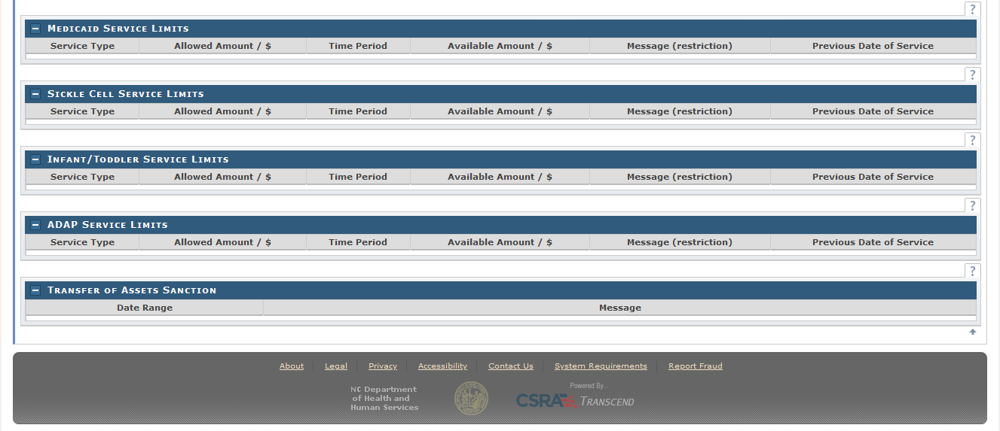 ?
Medicaid Service Limits
Service Type Allowed Amount / $ Time Period Available Amount / $ Message (restriction) Previous Date of Service
?
Sickle Cell Service Limits
Service Type Allowed Amount / $ Time Period Available Amount / $ Message (restriction) Previous Date of Service
?
Infant/Toddler Service Limits
Service Type Allowed Amount / $ Time Period Available Amount / $ Message (restriction) Previous Date of Service
?
ADAP Service Limits
Service Type Allowed Amount / $ Time Period Available Amount / $ Message (restriction) Previous Date of Service
?
Transfer of Assets Sanction
Date Range Message
About Legal Privacy Accessibility Contact Us System Requirements Report Fraud
NC Department
of Health and
Human Services
Powered By...
CSRA Transcend